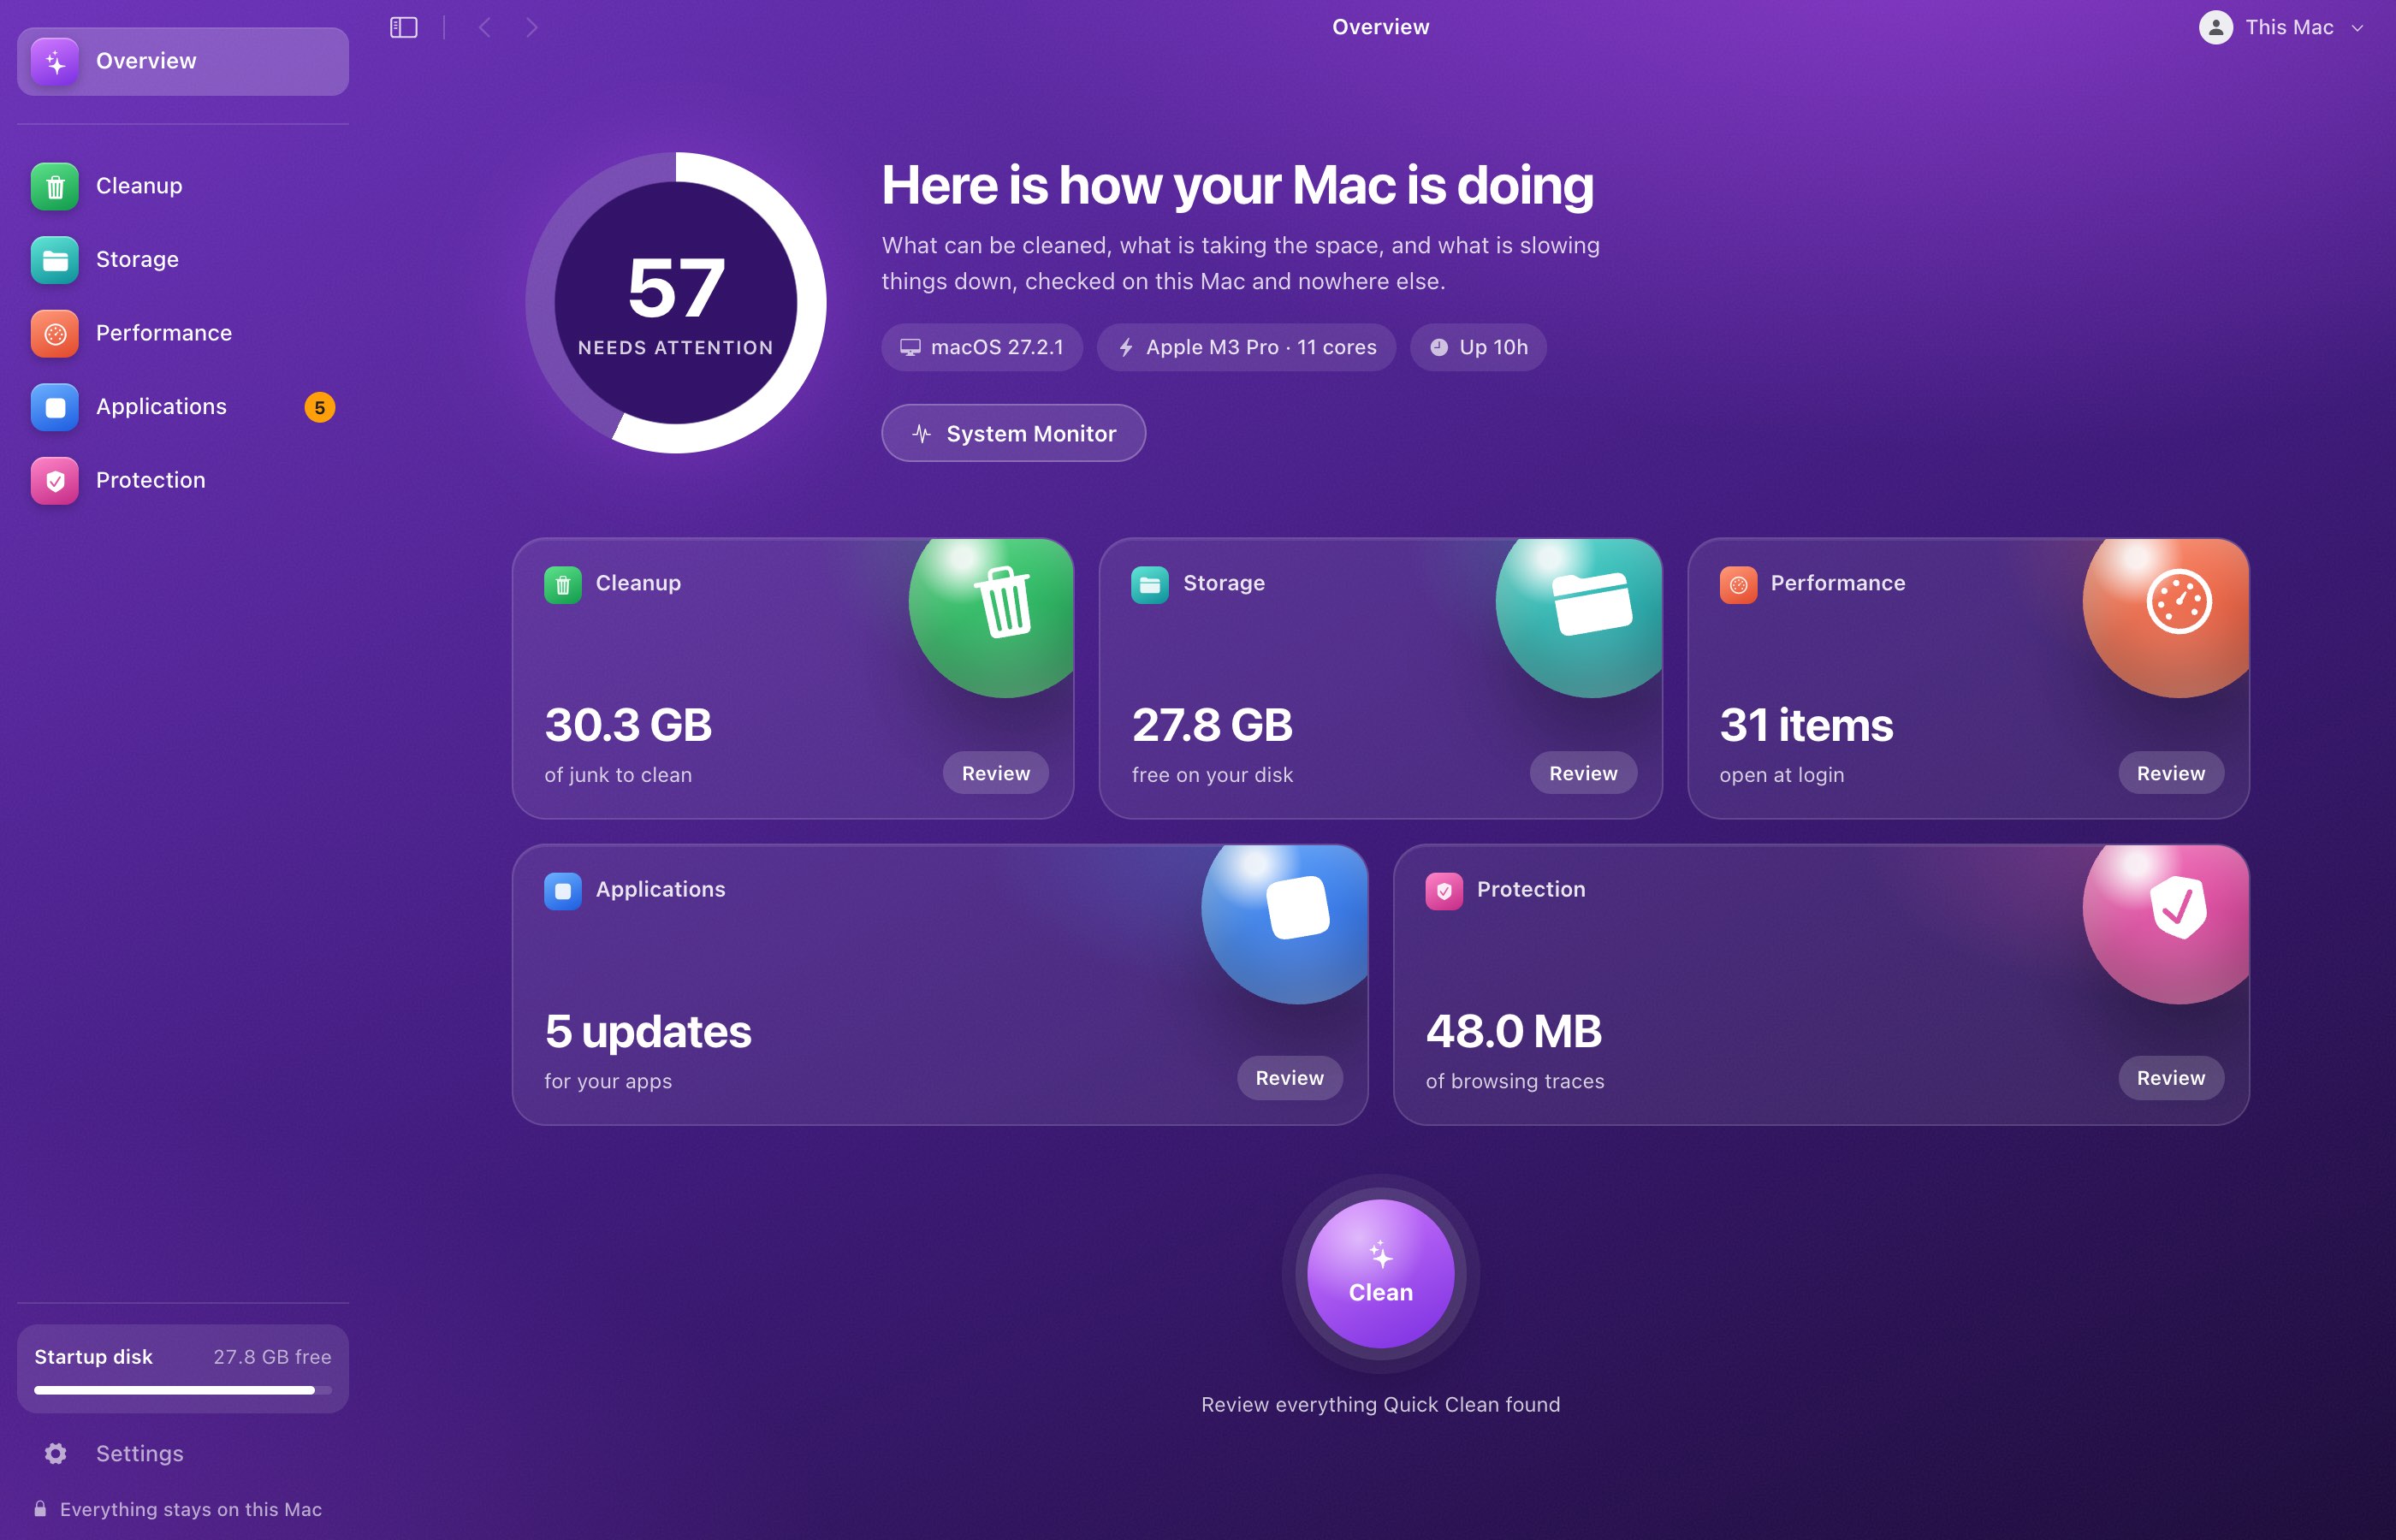 Overview
Cleanup
Storage
Performance
Applications
5
Protection
Startup disk
27.8 GB free
Settings
Everything stays on this Mac
Overview
This Mac
57
NEEDS ATTENTION
Here is how your Mac is doing
What can be cleaned, what is taking the space, and what is slowing
things down, checked on this Mac and nowhere else.
macOS 27.2.1
Apple M3 Pro · 11 cores
Up 10h
System Monitor
Cleanup
30.3 GB
of junk to clean
Review
Storage
27.8 GB
free on your disk
Review
Performance
31 items
open at login
Review
Applications
5 updates
for your apps
Review
Protection
48.0 MB
of browsing traces
Review
Clean
Review everything Quick Clean found